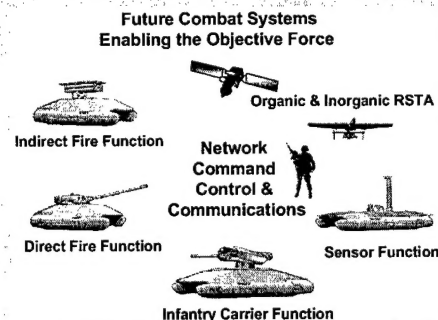 Future Combat Systems
Enabling the Objective Force
Organic & Inorganic RSTA
Indirect Fire Function
Network
Command
Control &
Communications
Direct Fire Function
Sensor Function
Infantry Carrier Function